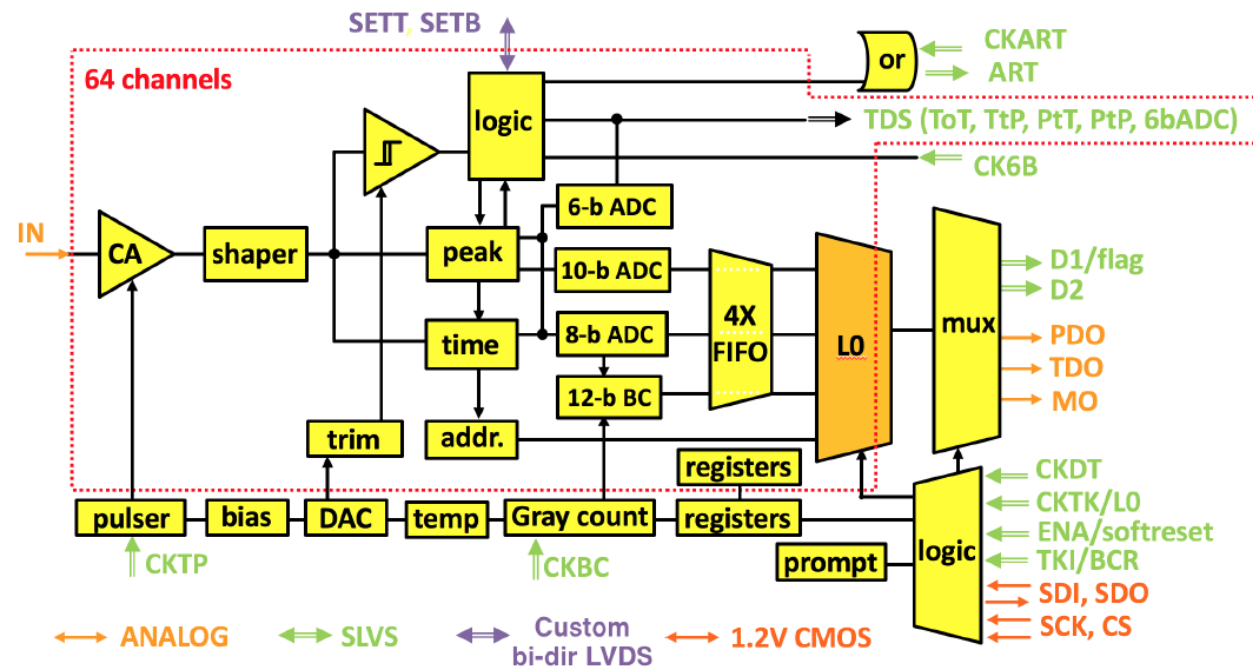 SETT, SETB
CKART
or
ART
64 channels
logic
TDS (ToT, TtP, PtT, PtP, 6bADC)
CK6B
6-b ADC
IN
CA
shaper
peak
10-b ADC
4X
FIFO
L0
mux
D1/flag
D2
PDO
TDO
MO
time
8-b ADC
12-b BC
trim
addr.
registers
pulser
bias
DAC
temp
Gray count
registers
logic
prompt
CKTP
CKBC
CKDT
CKTK/L0
ENA/softreset
TKI/BCR
SDI, SDO
SCK, CS
ANALOG
SLVS
Custom
bi-dir LVDS
1.2V CMOS